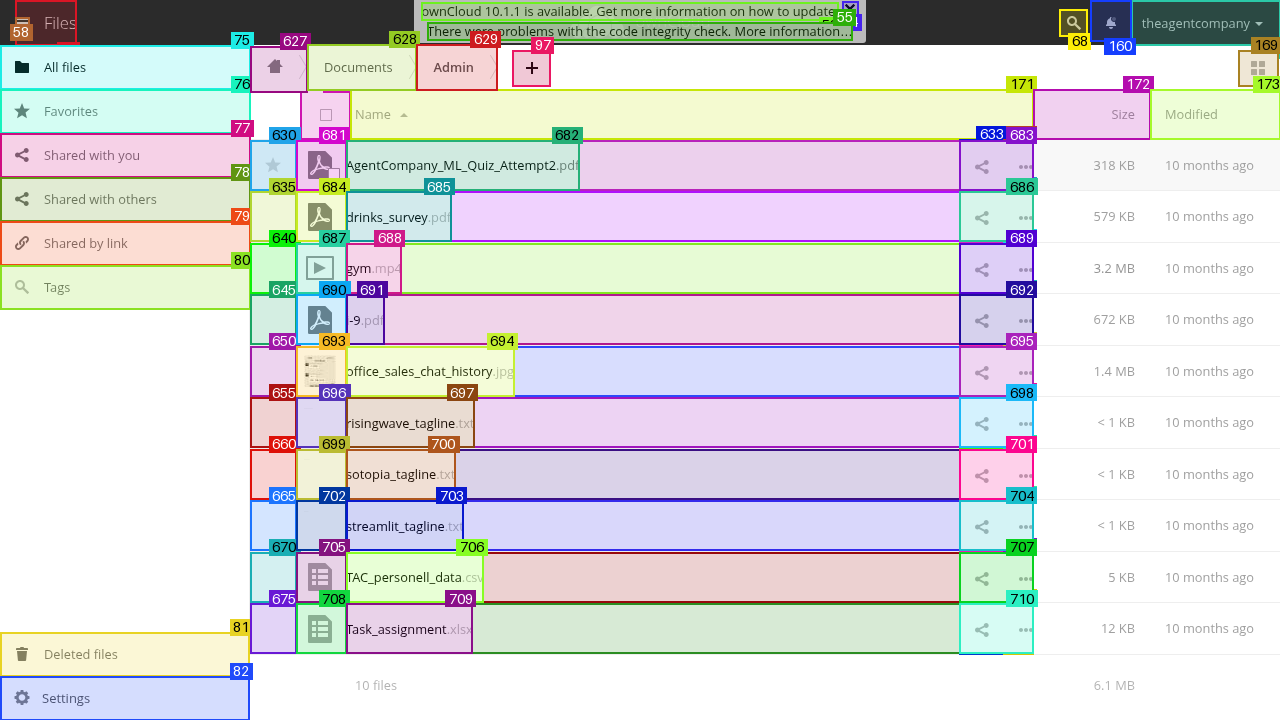 Files
ownCloud 10.1.1 is available. Get more information on how to update
There were problems with the code integrity check. More information...
55
58
68
160
theagentcompany
169
75
All files
627
628
Documents
629
Admin
97
+
76
Favorites
171
Name
172
Size
173
Modified
77
Shared with you
78
Shared with others
79
Shared by link
80
Tags
630
681
AgentCompany_ML_Quiz_Attempt2.pdf
682
633
683
318 KB
10 months ago
635
684
drinks_survey.pdf
685
686
579 KB
10 months ago
640
687
gym.mp4
688
689
3.2 MB
10 months ago
645
690
691
-9.pdf
692
672 KB
10 months ago
650
693
office_sales_chat_history.jpg
694
695
1.4 MB
10 months ago
655
696
risingwave_tagline.txt
697
698
< 1 KB
10 months ago
660
699
sotopia_tagline.txt
700
701
< 1 KB
10 months ago
665
702
streamlit_tagline.txt
703
704
< 1 KB
10 months ago
670
705
TAC_personell_data.csv
706
707
5 KB
10 months ago
675
708
Task_assignment.xlsx
709
710
12 KB
10 months ago
81
Deleted files
82
Settings
10 files
6.1 MB